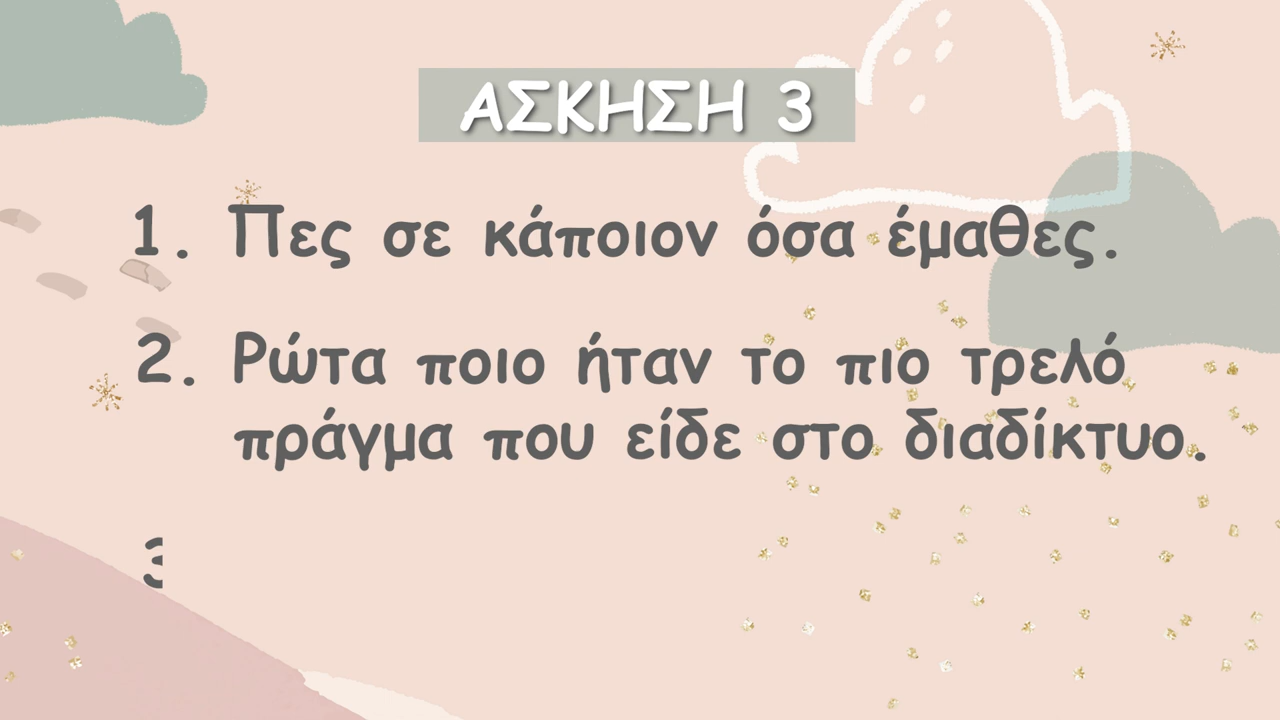 ΑΣΚΗΣΗ 3
1. Πες σε κάποιον όσα έμαθες.
2. Ρώτα ποιο ήταν το πιο τρελό
πράγμα που είδε στο διαδίκτυο.